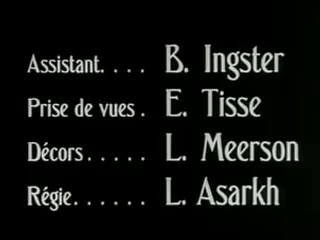 Assistant.... B. Ingster
Prise de vues. E. Tisse
Décors..... L. Meerson
Régie...... L. Asarkh